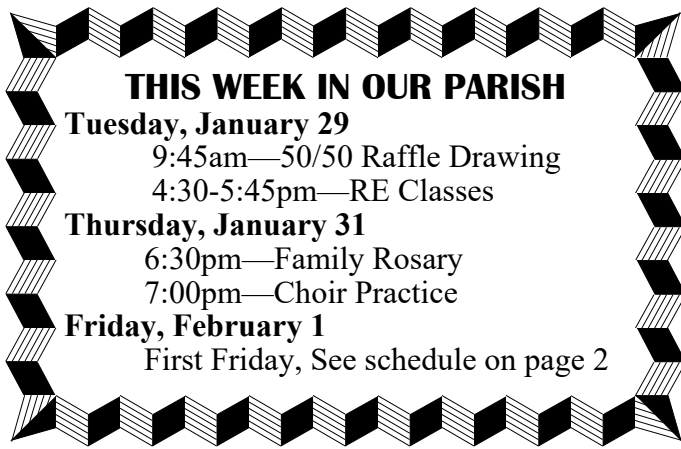 THIS WEEK IN OUR PARISH
Tuesday, January 29
9:45am—50/50 Raffle Drawing
4:30-5:45pm—RE Classes
Thursday, January 31
6:30pm—Family Rosary
7:00pm—Choir Practice
Friday, February 1
First Friday, See schedule on page 2